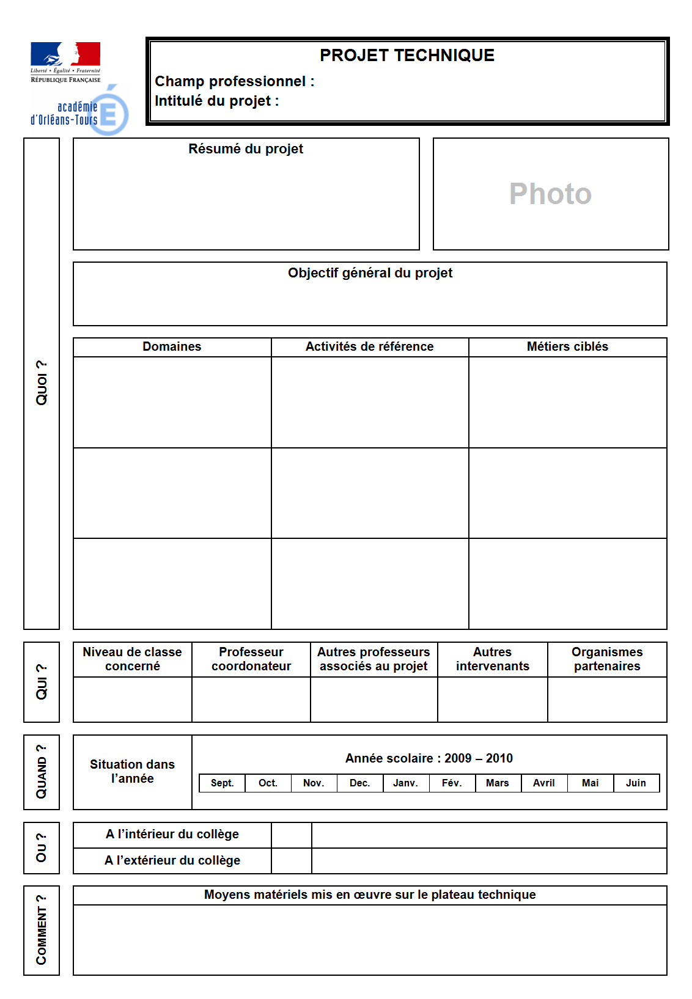 Liberté • Égalité • Fraternité
RÉPUBLIQUE FRANÇAISE
académie
d'Orléans-Tours
É
PROJET TECHNIQUE
Champ professionnel :
Intitulé du projet :
QUOI ?
Résumé du projet
Photo
Objectif général du projet
Domaines Activités de référence Métiers ciblés
QUI ?
Niveau de classe concerné
Professeur coordonateur
Autres professeurs associés au projet
Autres intervenants
Organismes partenaires
QUAND ?
Situation dans
l’année
Année scolaire : 2009 – 2010
Sept. Oct. Nov. Dec. Janv. Fév. Mars Avril Mai Juin
OU ?
A l’intérieur du collège
A l’extérieur du collège
COMMENT ?
Moyens matériels mis en œuvre sur le plateau technique